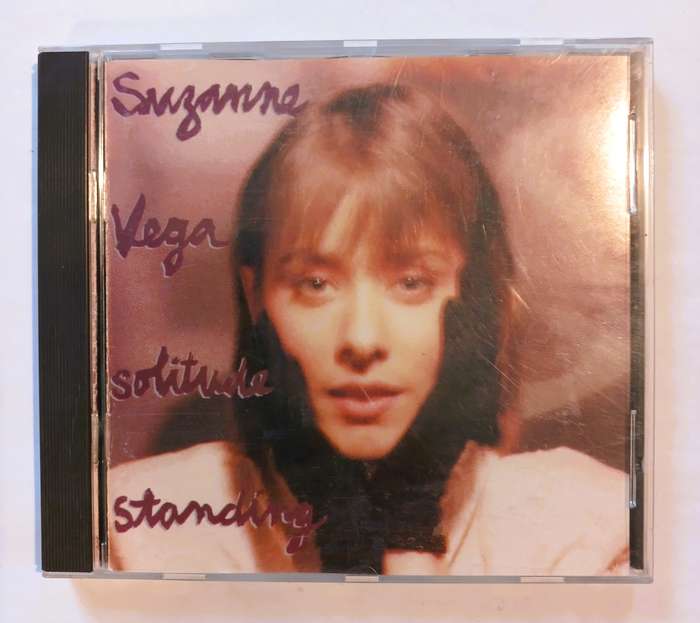 Suzanne
Vega
solitude
standing